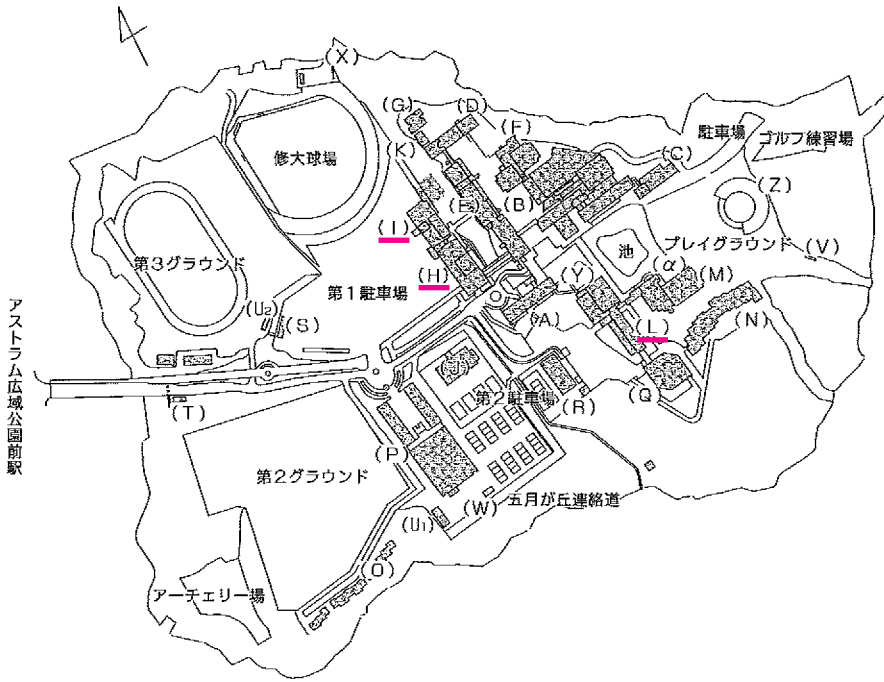 (X)
(G)
(D)
(F)
修大球場
(K)
(C)
駐車場
ゴルフ練習場
(Z)
(E)
(B)
(I)
池
プレイグラウンド
(V)
第3グラウンド
(H)
(Y)
(α)
(M)
第1駐車場
(U₂)
(S)
(A)
(L)
(N)
アストラム広域公園前駅
(J)
第2駐車場
(T)
(R)
(Q)
(P)
第2グラウンド
(W)
五月が丘連絡道
(U₁)
(O)
アーチェリー場